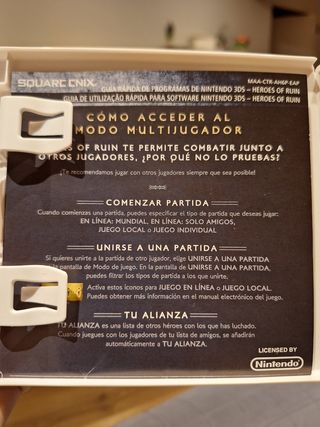 SQUARE ENIX
MAA-CTR-AH6P-EAP
GUÍA RÁPIDA DE PROGRAMAS DE NINTENDO 3DS – HEROES OF RUIN
GUIA DE UTILIZAÇÃO RÁPIDA PARA SOFTWARE NINTENDO 3DS – HEROES OF RUIN
CÓMO ACCEDER AL
MODO MULTIJUGADOR
OF RUIN TE PERMITE COMBATIR JUNTO A
OTROS JUGADORES, ¿POR QUÉ NO LO PRUEBAS?
¡Te recomendamos jugar con otros jugadores siempre que sea posible!
COMENZAR PARTIDA
Cuando comienzas una partida, puedes especificar el tipo de partida que deseas jugar:
EN LÍNEA: MUNDIAL, EN LÍNEA: SOLO AMIGOS,
JUEGO LOCAL o JUEGO INDIVIDUAL
UNIRSE A UNA PARTIDA
Si quieres unirte a la partida de otro jugador, elige UNIRSE A UNA PARTIDA
pantalla de Modo de juego. En la pantalla de UNIRSE A UNA PARTIDA,
puedes filtrar los tipos de partida a los que unirte.
Activa estos iconos para JUEGO EN LÍNEA o JUEGO LOCAL.
Puedes obtener más información en el manual electrónico del juego.
TU ALIANZA
TU ALIANZA es una lista de otros héroes con los que has luchado.
Cuando juegues con los jugadores de tu lista de amigos, se añadirán
automáticamente a TU ALIANZA.
LICENSED BY
Nintendo